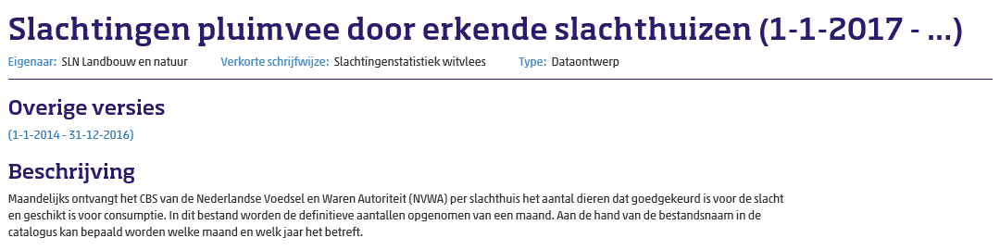 Slachtingen pluimvee door erkende slachthuizen (1-1-2017 - ...)
Eigenaar: SLN Landbouw en natuur Verkorte schrijfwijze: Slachtingenstatistiek witvlees Type: Dataontwerp
Overige versies
(1-1-2014 - 31-12-2016)
Beschrijving
Maandelijks ontvangt het CBS van de Nederlandse Voedsel en Waren Autoriteit (NVWA) per slachthuis het aantal dieren dat goedgekeurd is voor de slacht
en geschikt is voor consumptie. In dit bestand worden de definitieve aantallen opgenomen van een maand. Aan de hand van de bestandsnaam in de
catalogus kan bepaald worden welke maand en welk jaar het betreft.